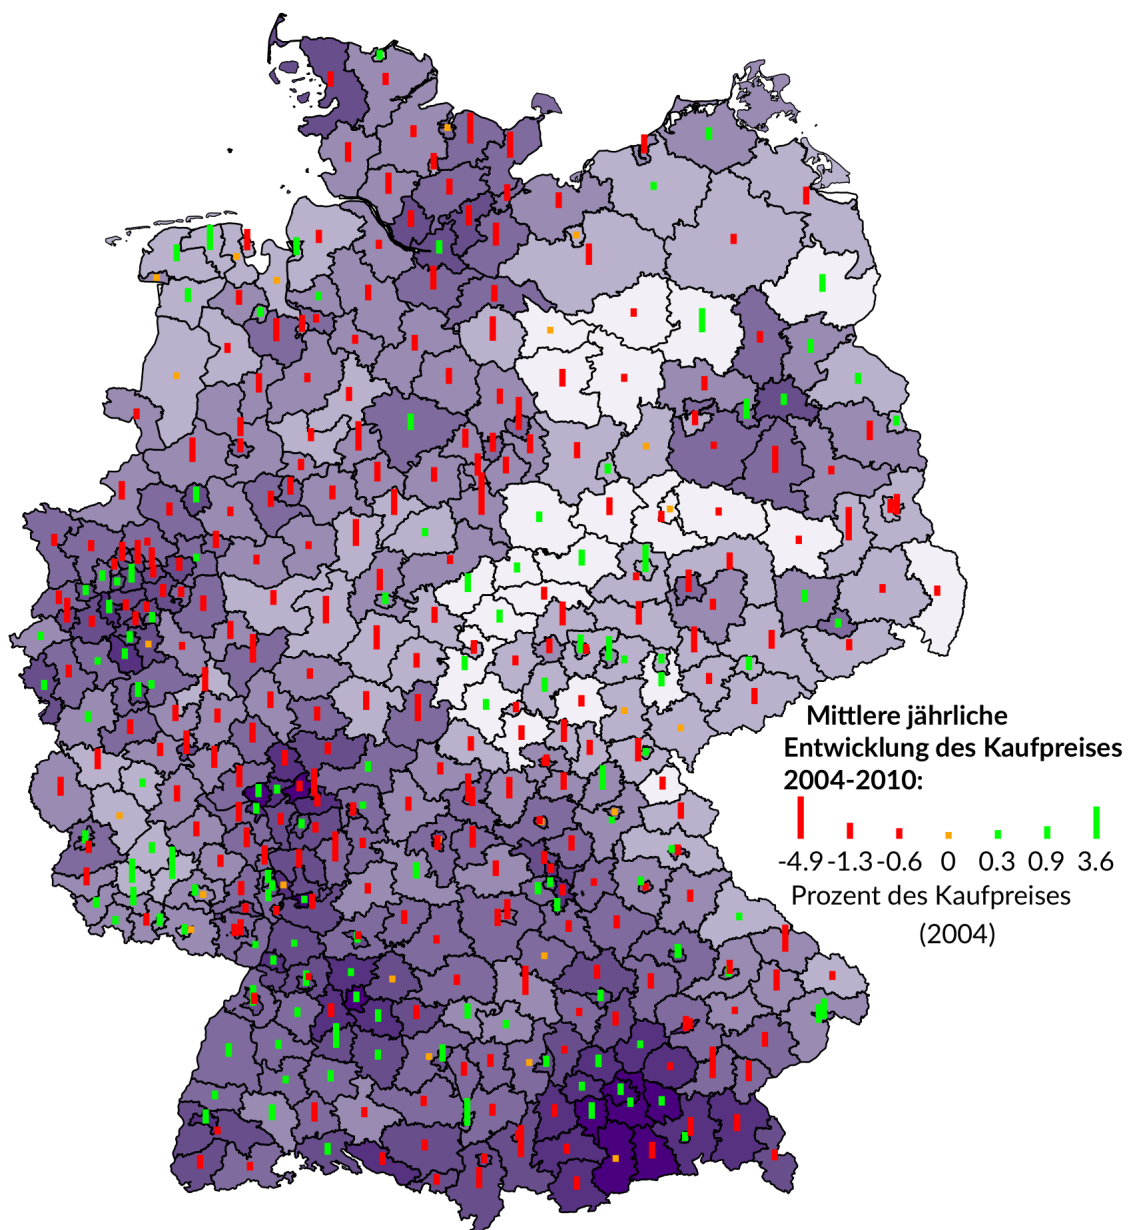 Mittlere jährliche
Entwicklung des Kaufpreises
2004-2010:
-4.9 -1.3 -0.6 0 0.3 0.9 3.6
Prozent des Kaufpreises
(2004)